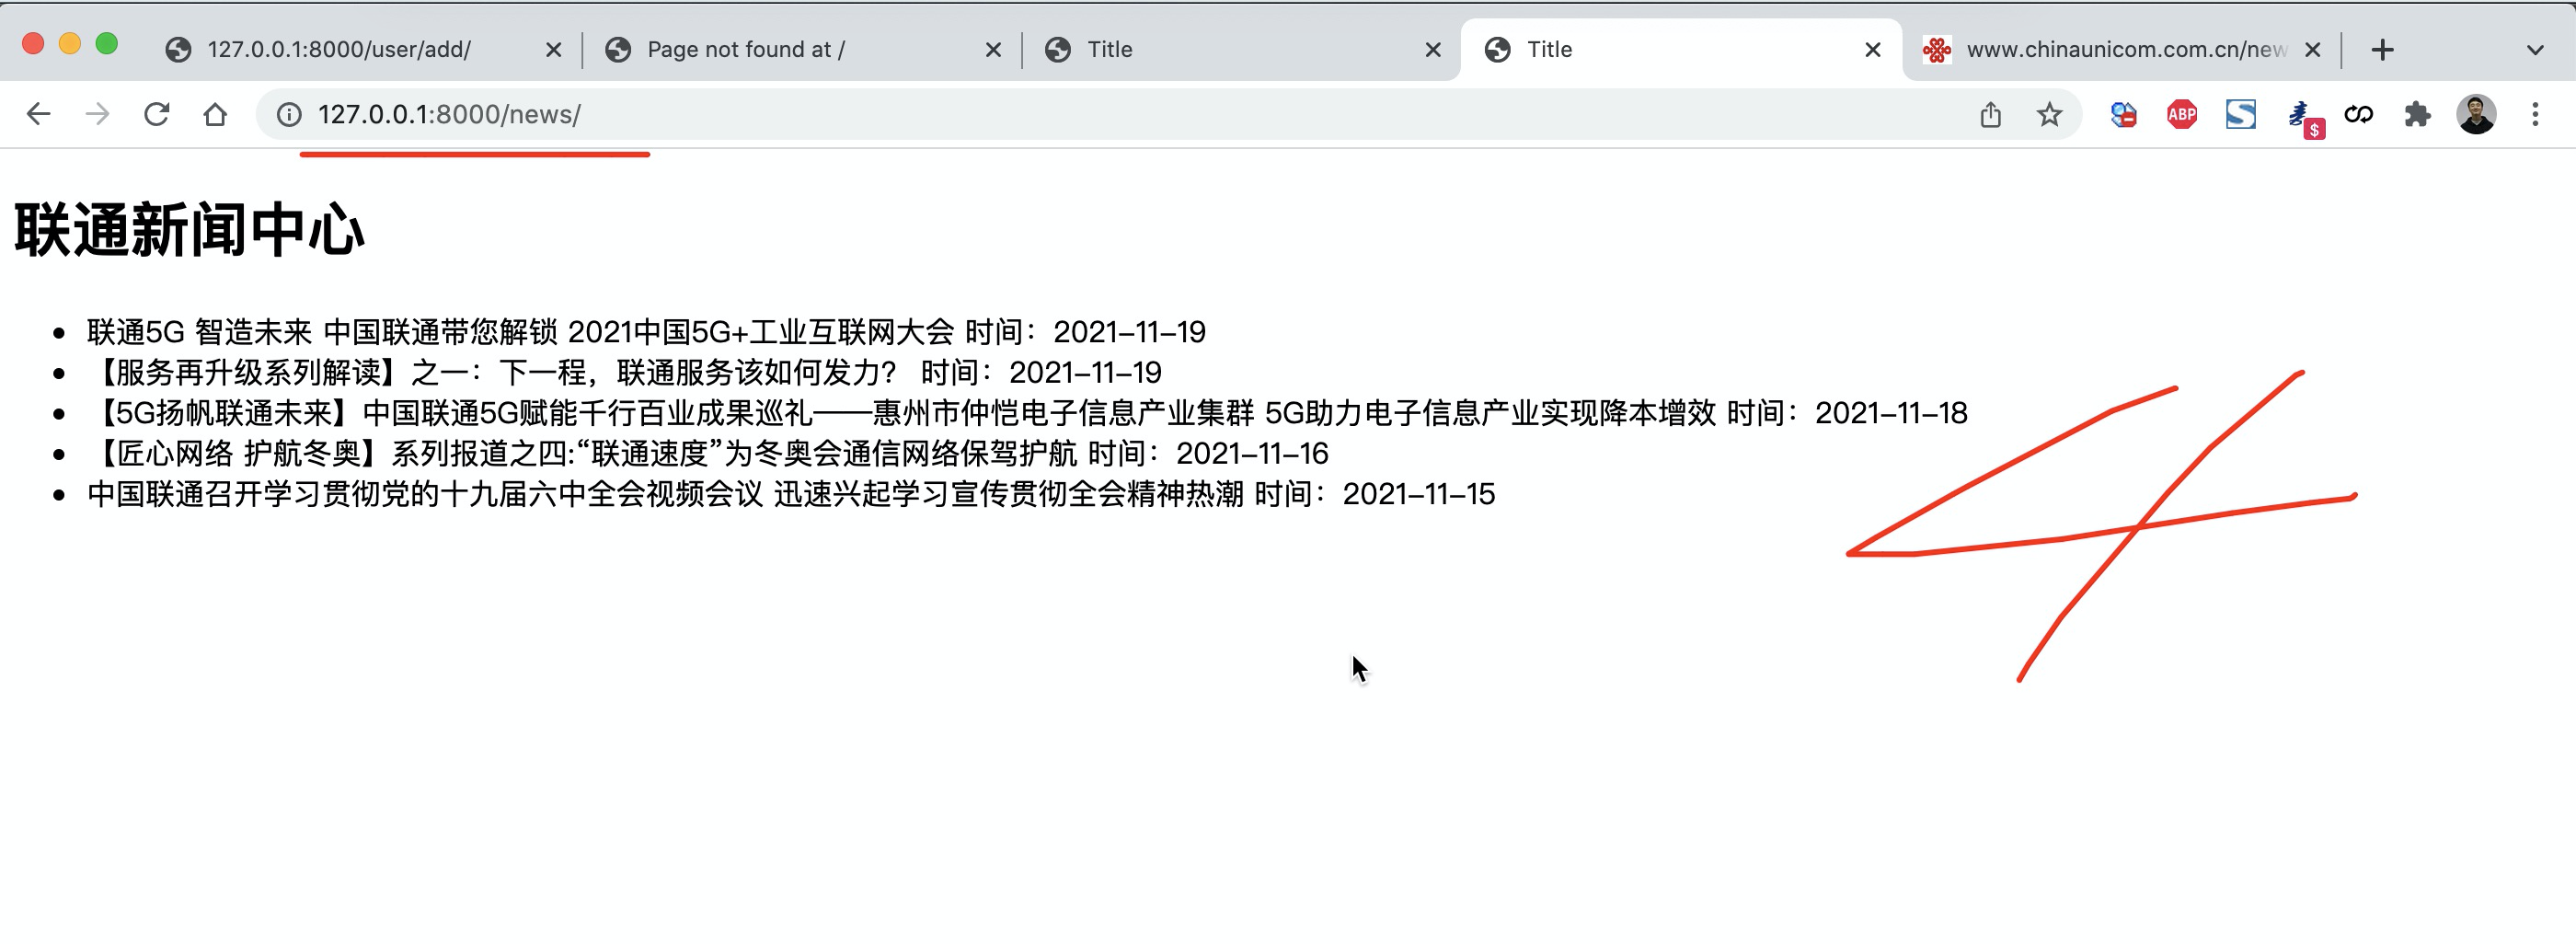 127.0.0.1:8000/user/add/
Page not found at /
Title
Title
www.chinaunicom.com.cn/new
127.0.0.1:8000/news/
ABP
$
联通新闻中心
联通5G 智造未来 中国联通带您解锁 2021中国5G+工业互联网大会 时间：2021-11-19
【服务再升级系列解读】之一：下一程，联通服务该如何发力？ 时间：2021-11-19
【5G扬帆联通未来】中国联通5G赋能千行百业成果巡礼——惠州市仲恺电子信息产业集群 5G助力电子信息产业实现降本增效 时间：2021-11-18
【匠心网络 护航冬奥】系列报道之四:“联通速度”为冬奥会通信网络保驾护航 时间：2021-11-16
中国联通召开学习贯彻党的十九届六中全会视频会议 迅速兴起学习宣传贯彻全会精神热潮 时间：2021-11-15
4